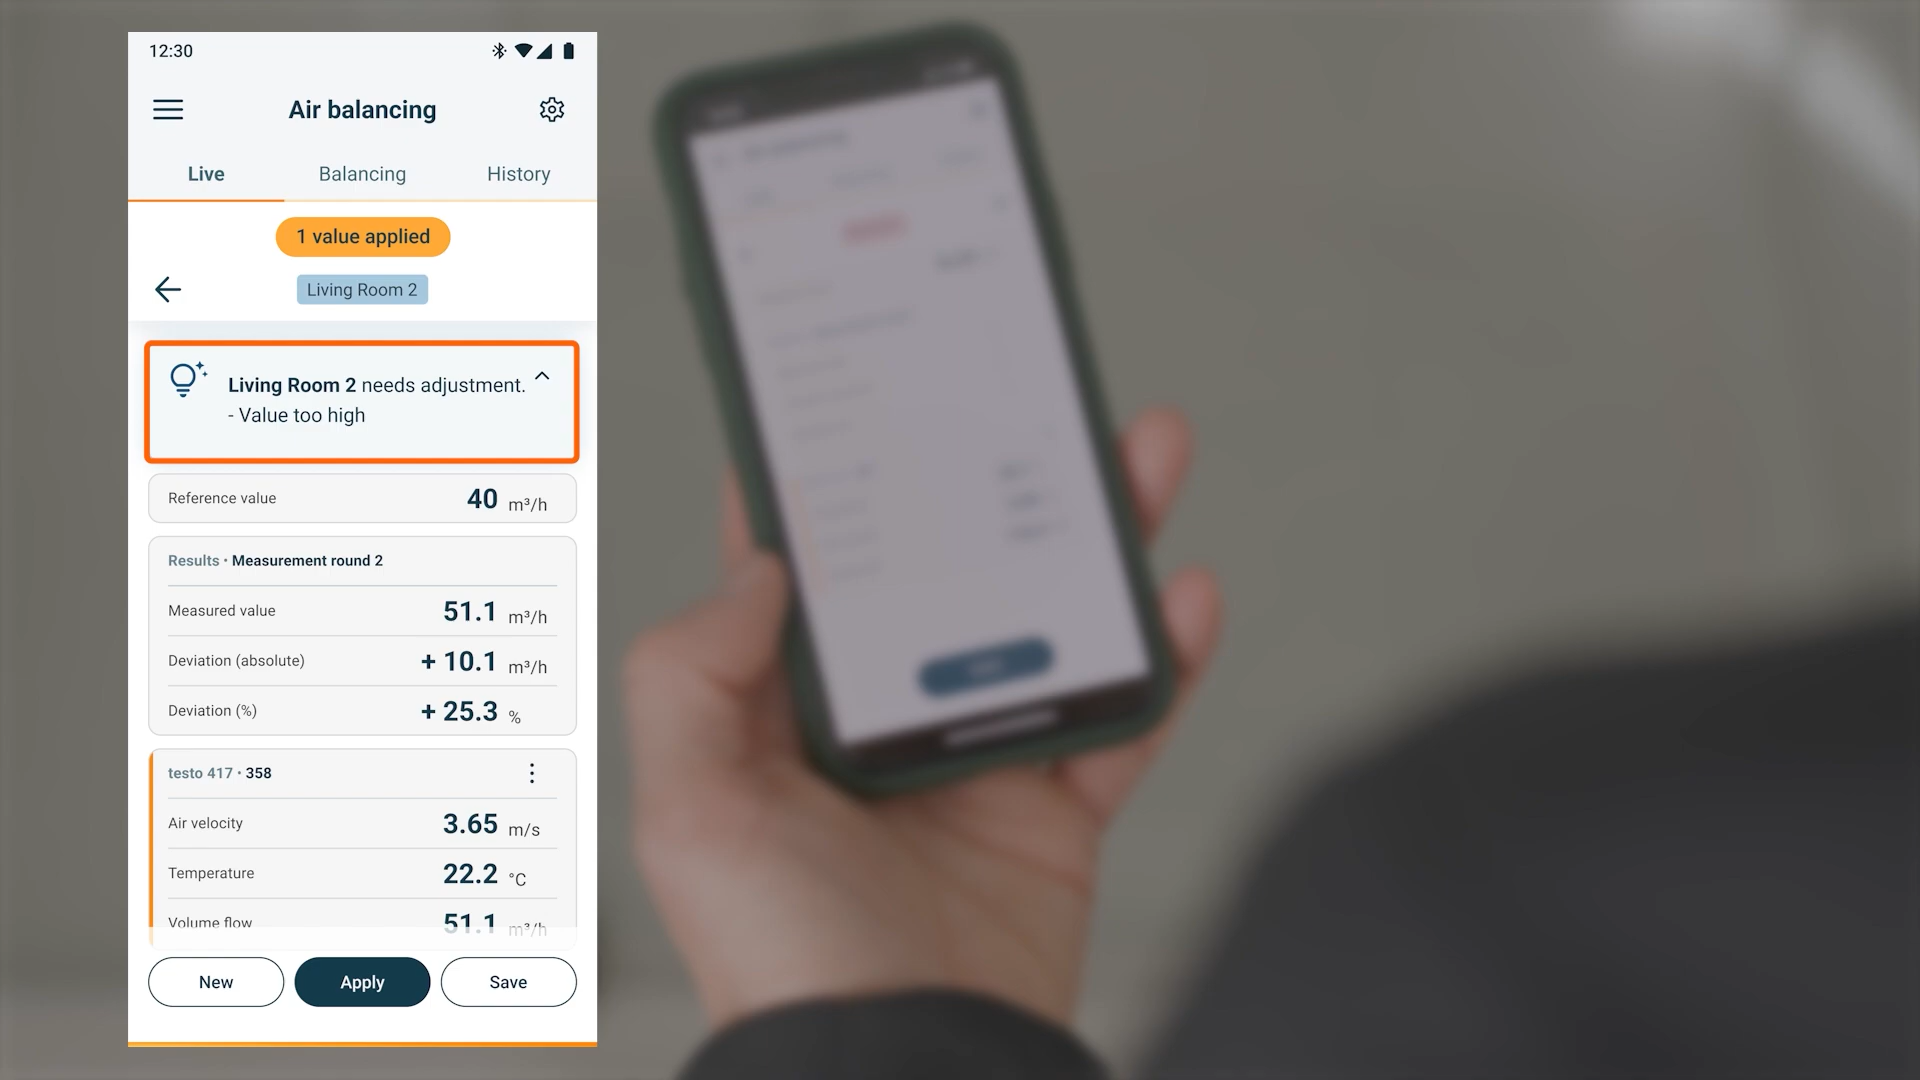 12:30
Air balancing
Live Balancing History
1 value applied
Living Room 2
Living Room 2 needs adjustment.
- Value too high
Reference value 40 m³/h
Results • Measurement round 2
Measured value 51.1 m³/h
Deviation (absolute) + 10.1 m³/h
Deviation (%) + 25.3 %
testo 417 • 358
Air velocity 3.65 m/s
Temperature 22.2 °C
Volume flow 51.1 m³/h
New Apply Save